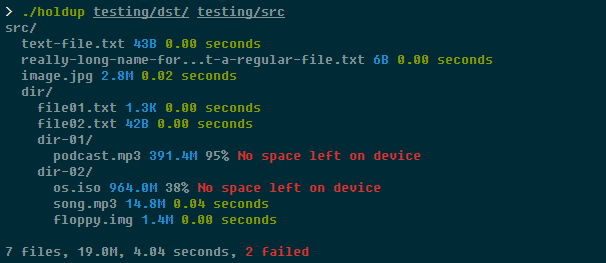 > ./holdup testing/dst/ testing/src
src/
text-file.txt 43B 0.00 seconds
really-long-name-for...t-a-regular-file.txt 6B 0.00 seconds
image.jpg 2.8M 0.02 seconds
dir/
file01.txt 1.3K 0.00 seconds
file02.txt 42B 0.00 seconds
dir-01/
podcast.mp3 391.4M 95% No space left on device
dir-02/
os.iso 964.0M 38% No space left on device
song.mp3 14.8M 0.04 seconds
floppy.img 1.4M 0.00 seconds
7 files, 19.0M, 4.04 seconds, 2 failed